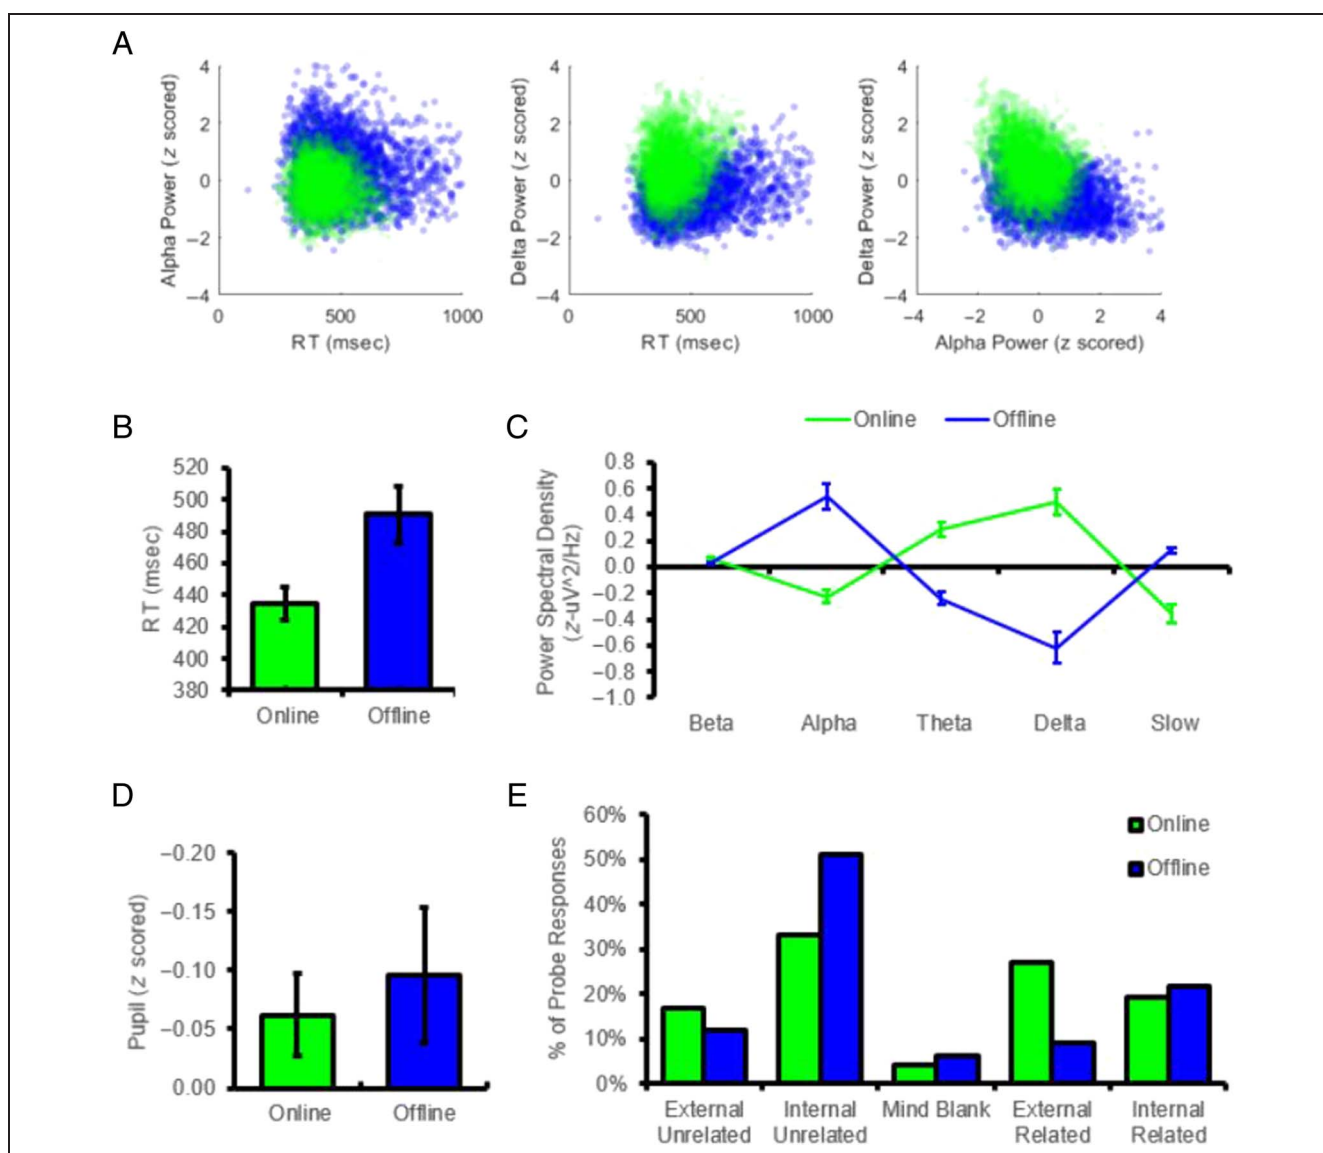 A
4
2
0
−2
−4
Alpha Power (z scored)
0 500 1000
RT (msec)
4
2
0
−2
−4
Delta Power (z scored)
0 500 1000
RT (msec)
4
2
0
−2
−4
Delta Power (z scored)
−4 −2 0 2 4
Alpha Power (z scored)
B
520
500
480
460
440
420
400
380
RT (msec)
Online Offline
C
Online Offline
0.8
0.6
0.4
0.2
0.0
−0.2
−0.4
−0.6
−0.8
−1.0
Power Spectral Density
(z-uV^2/Hz)
Beta Alpha Theta Delta Slow
D
−0.20
−0.15
−0.10
−0.05
0.00
Pupil (z scored)
Online Offline
E
60%
50%
40%
30%
20%
10%
0%
% of Probe Responses
Online
Offline
External Internal Mind Blank External Internal
Unrelated Unrelated Related Related